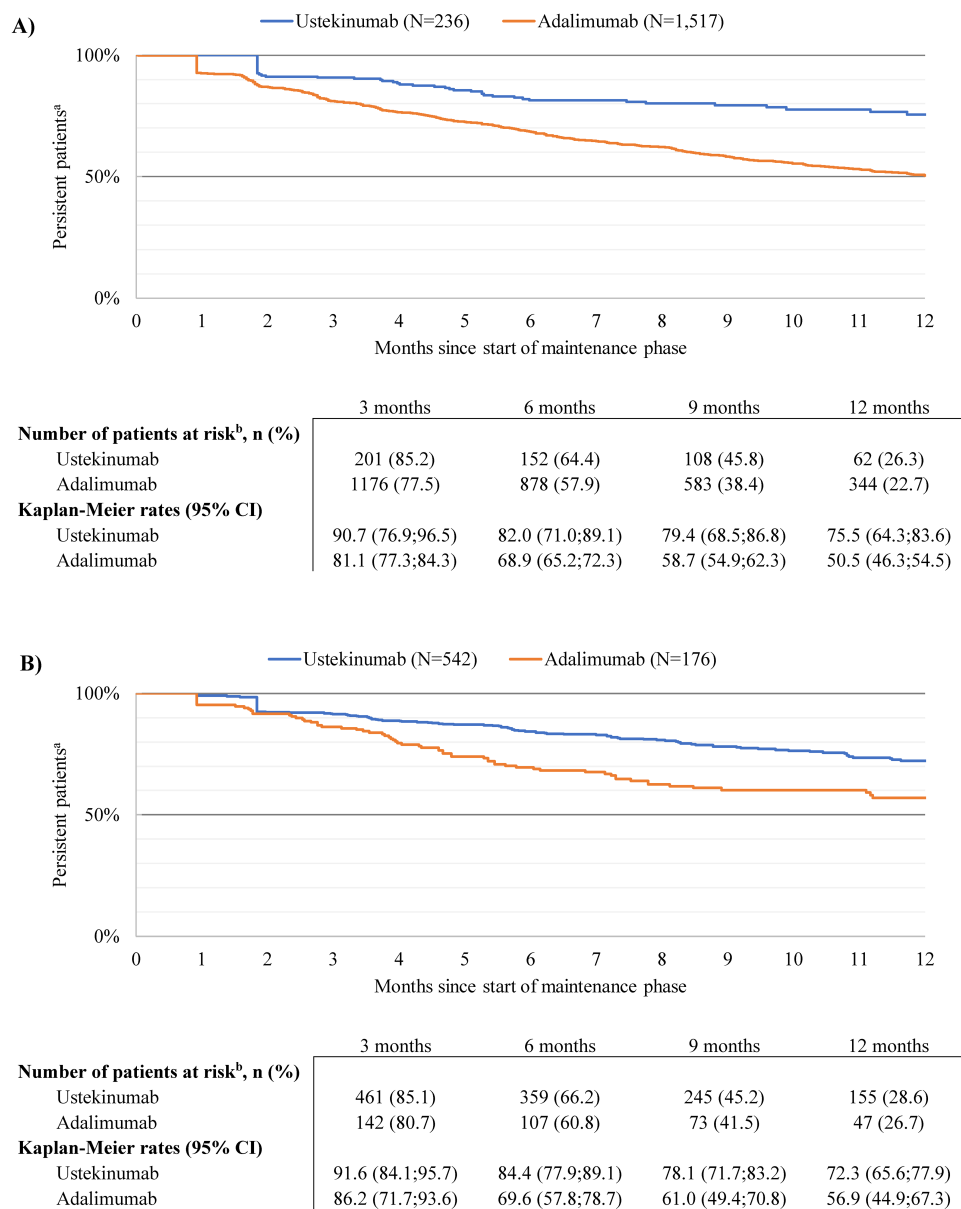 A)
Ustekinumab (N=236) Adalimumab (N=1,517)
100%
50%
0%
Persistent patientsᵃ
0 1 2 3 4 5 6 7 8 9 10 11 12
Months since start of maintenance phase
3 months 6 months 9 months 12 months
Number of patients at riskᵇ, n (%)
Ustekinumab 201 (85.2) 152 (64.4) 108 (45.8) 62 (26.3)
Adalimumab 1176 (77.5) 878 (57.9) 583 (38.4) 344 (22.7)
Kaplan-Meier rates (95% CI)
Ustekinumab 90.7 (76.9;96.5) 82.0 (71.0;89.1) 79.4 (68.5;86.8) 75.5 (64.3;83.6)
Adalimumab 81.1 (77.3;84.3) 68.9 (65.2;72.3) 58.7 (54.9;62.3) 50.5 (46.3;54.5)
B)
Ustekinumab (N=542) Adalimumab (N=176)
100%
50%
0%
Persistent patientsᵃ
0 1 2 3 4 5 6 7 8 9 10 11 12
Months since start of maintenance phase
3 months 6 months 9 months 12 months
Number of patients at riskᵇ, n (%)
Ustekinumab 461 (85.1) 359 (66.2) 245 (45.2) 155 (28.6)
Adalimumab 142 (80.7) 107 (60.8) 73 (41.5) 47 (26.7)
Kaplan-Meier rates (95% CI)
Ustekinumab 91.6 (84.1;95.7) 84.4 (77.9;89.1) 78.1 (71.7;83.2) 72.3 (65.6;77.9)
Adalimumab 86.2 (71.7;93.6) 69.6 (57.8;78.7) 61.0 (49.4;70.8) 56.9 (44.9;67.3)